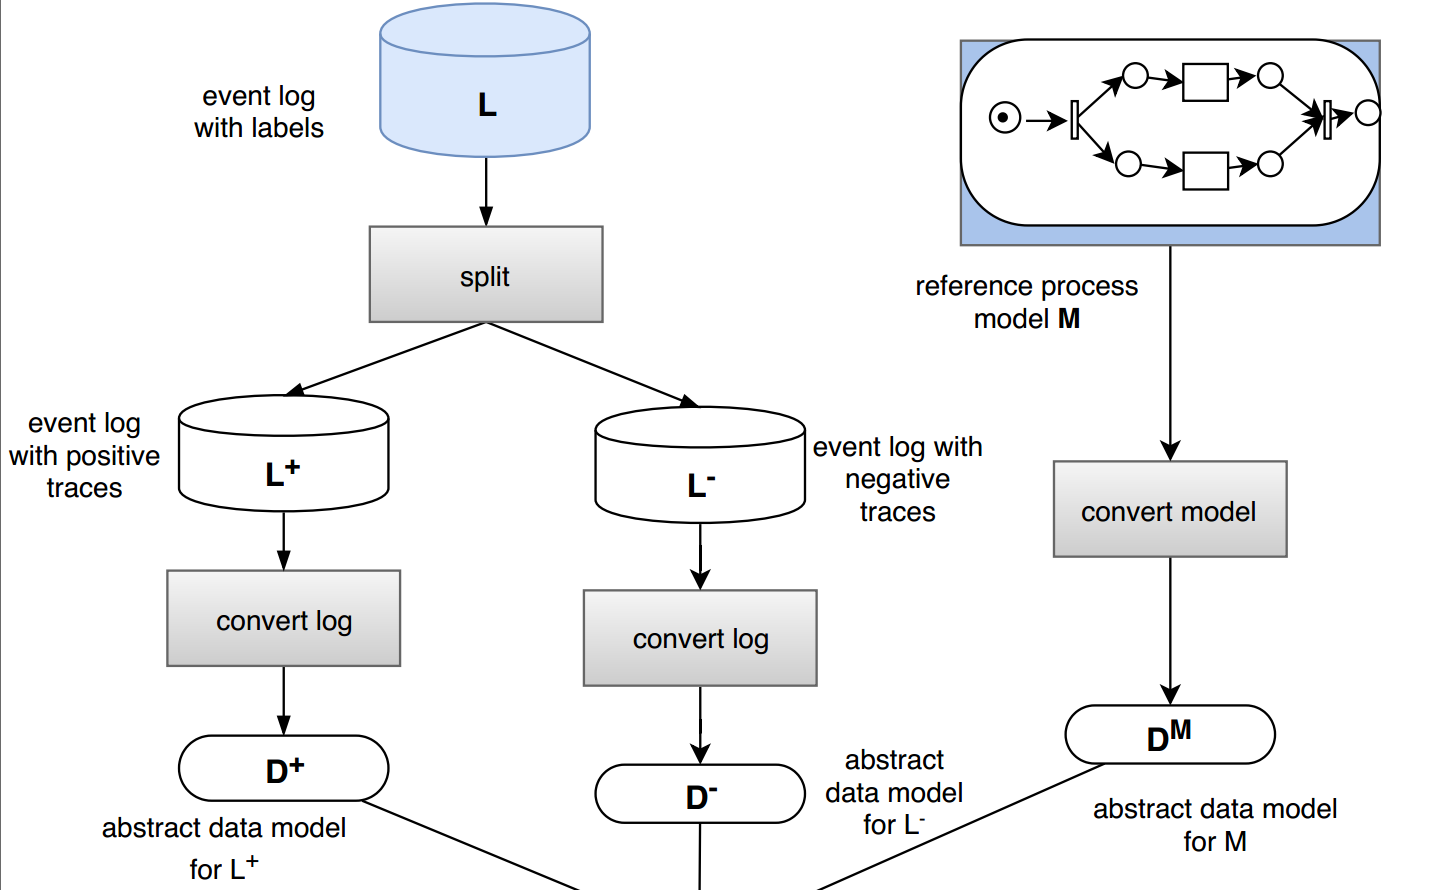 event log
with labels
L
split
reference process
model M
event log
with positive
traces
L+
L-
event log with
negative
traces
convert model
convert log
convert log
D+
abstract data model
for L+
D-
abstract
data model
for L-
DM
abstract data model
for M